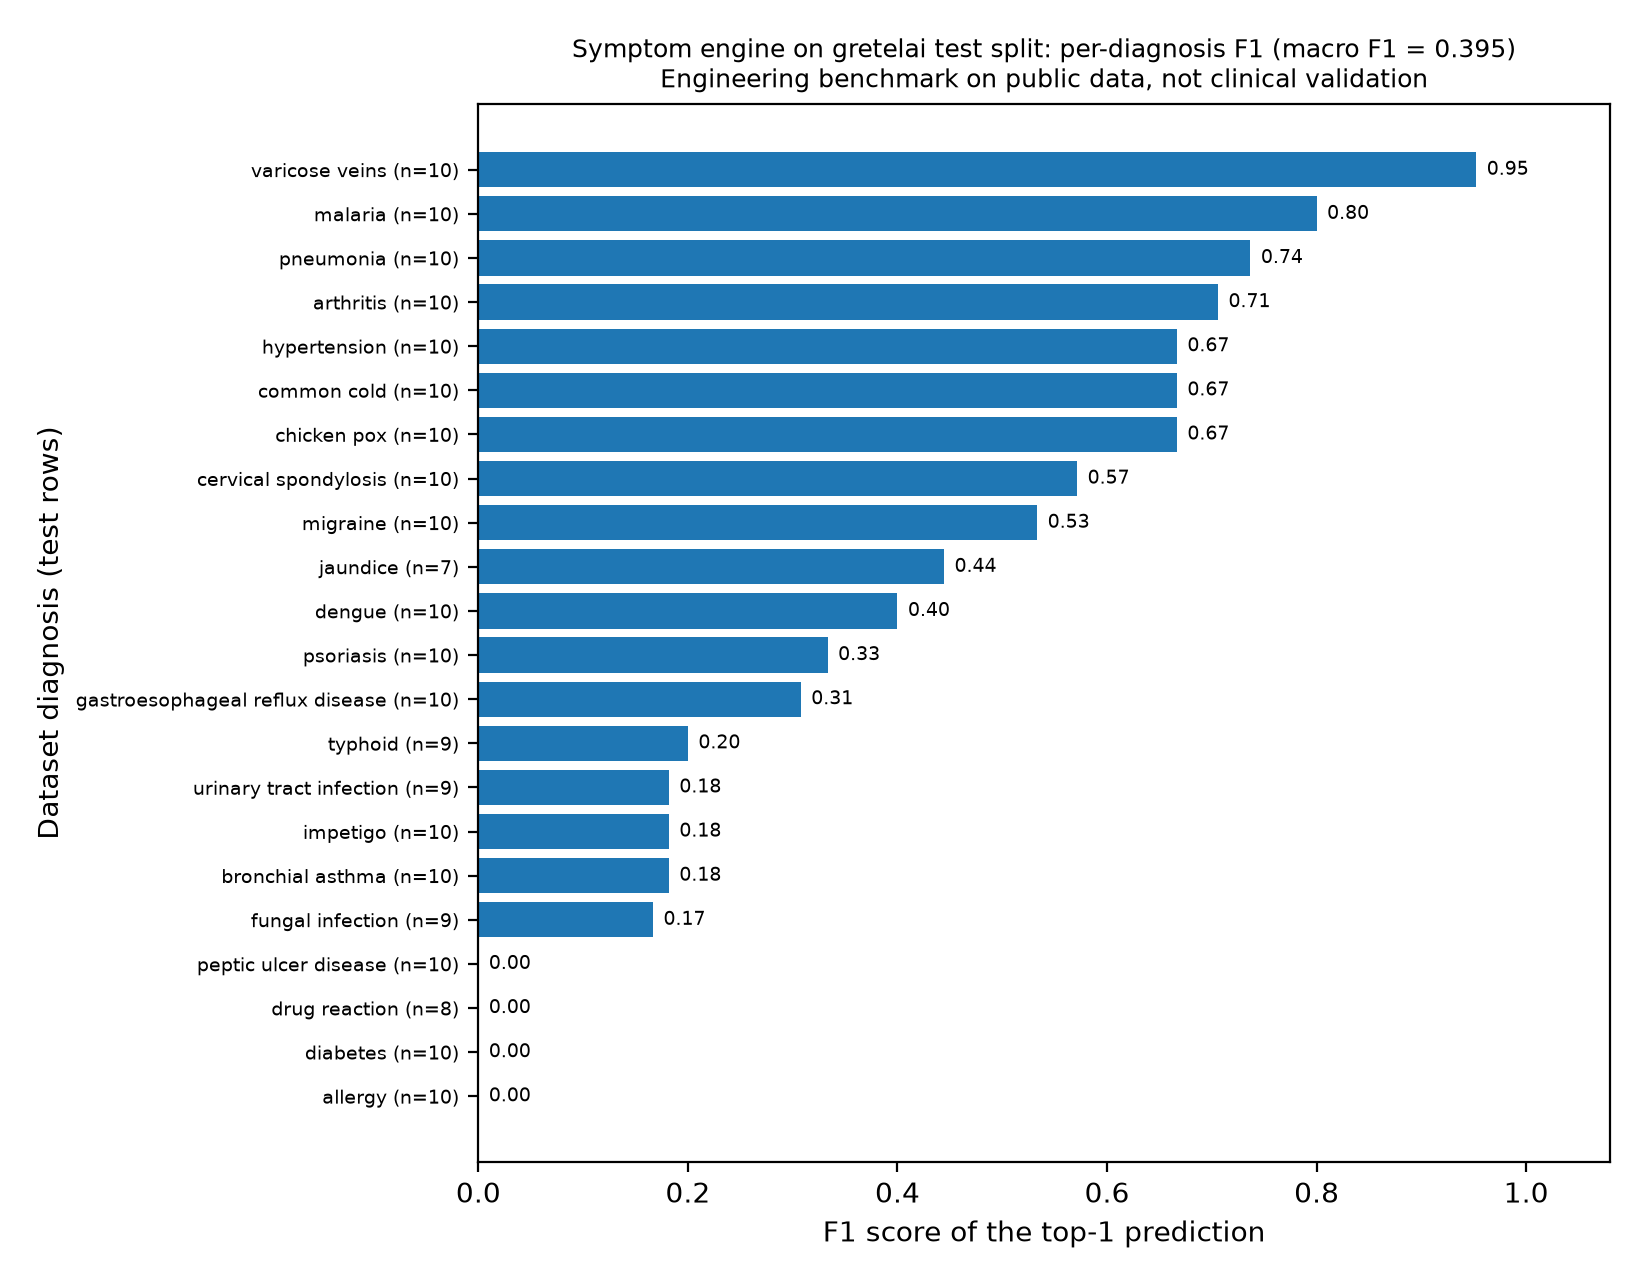 Symptom engine on gretelai test split: per-diagnosis F1 (macro F1 = 0.395)
Engineering benchmark on public data, not clinical validation
Dataset diagnosis (test rows)
varicose veins (n=10) 0.95
malaria (n=10) 0.80
pneumonia (n=10) 0.74
arthritis (n=10) 0.71
hypertension (n=10) 0.67
common cold (n=10) 0.67
chicken pox (n=10) 0.67
cervical spondylosis (n=10) 0.57
migraine (n=10) 0.53
jaundice (n=7) 0.44
dengue (n=10) 0.40
psoriasis (n=10) 0.33
gastroesophageal reflux disease (n=10) 0.31
typhoid (n=9) 0.20
urinary tract infection (n=9) 0.18
impetigo (n=10) 0.18
bronchial asthma (n=10) 0.18
fungal infection (n=9) 0.17
peptic ulcer disease (n=10) 0.00
drug reaction (n=8) 0.00
diabetes (n=10) 0.00
allergy (n=10) 0.00
0.0 0.2 0.4 0.6 0.8 1.0
F1 score of the top-1 prediction